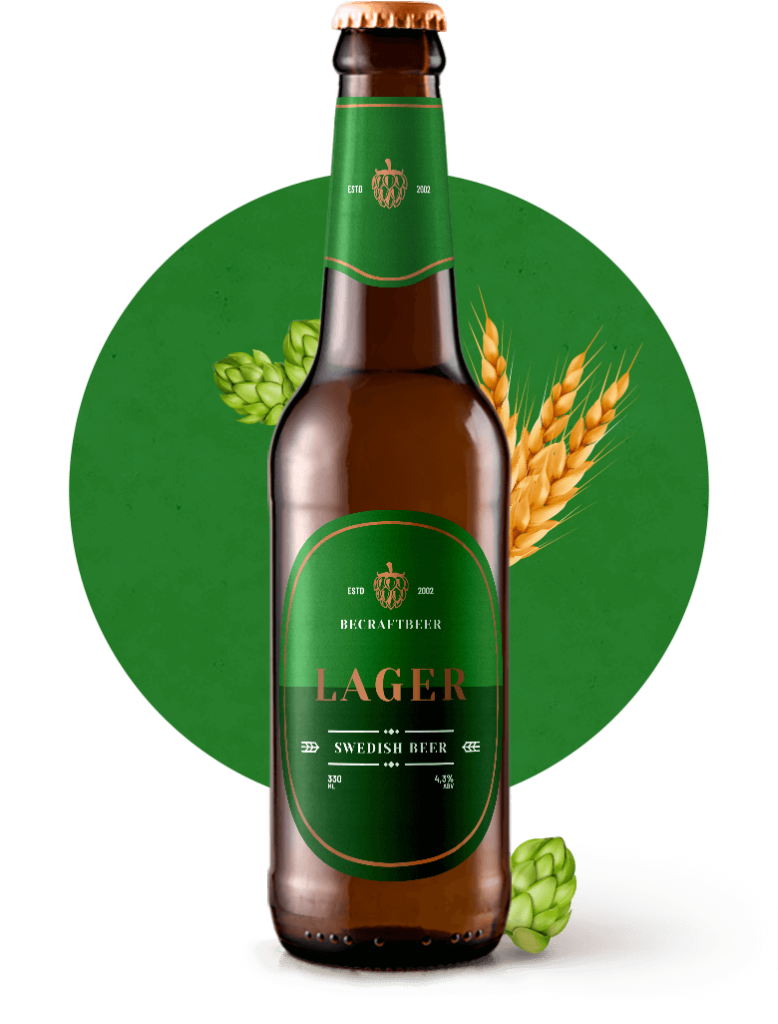 ESTD 2002
ESTD 2002
BECRAFTBEER
LAGER
SWEDISH BEER
330 4,3%
ML ABV